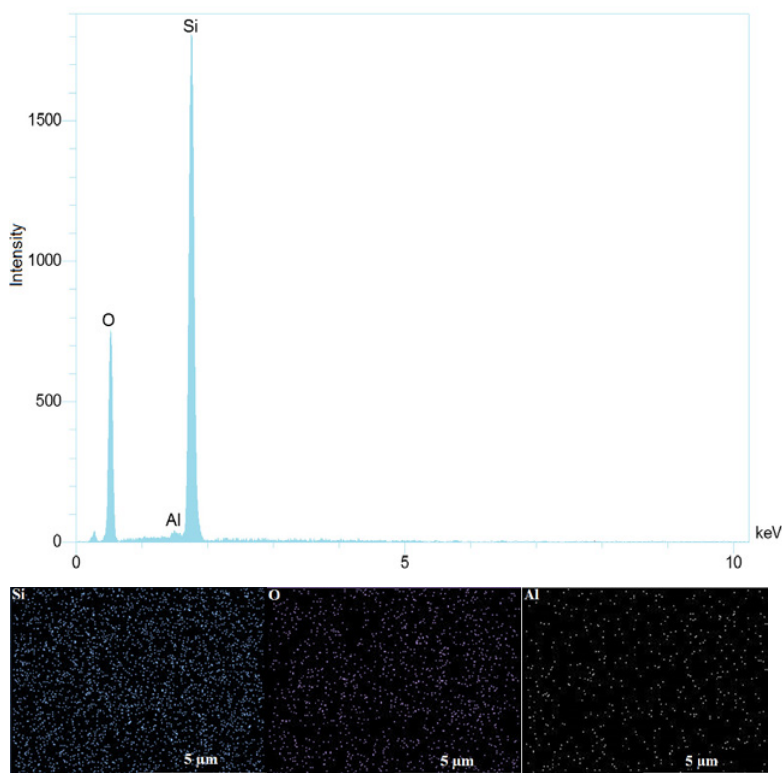 Si
1500
Intensity
1000
O
500
Al
0
keV
0 5 10
Si O Al
5 µm 5 µm 5 µm